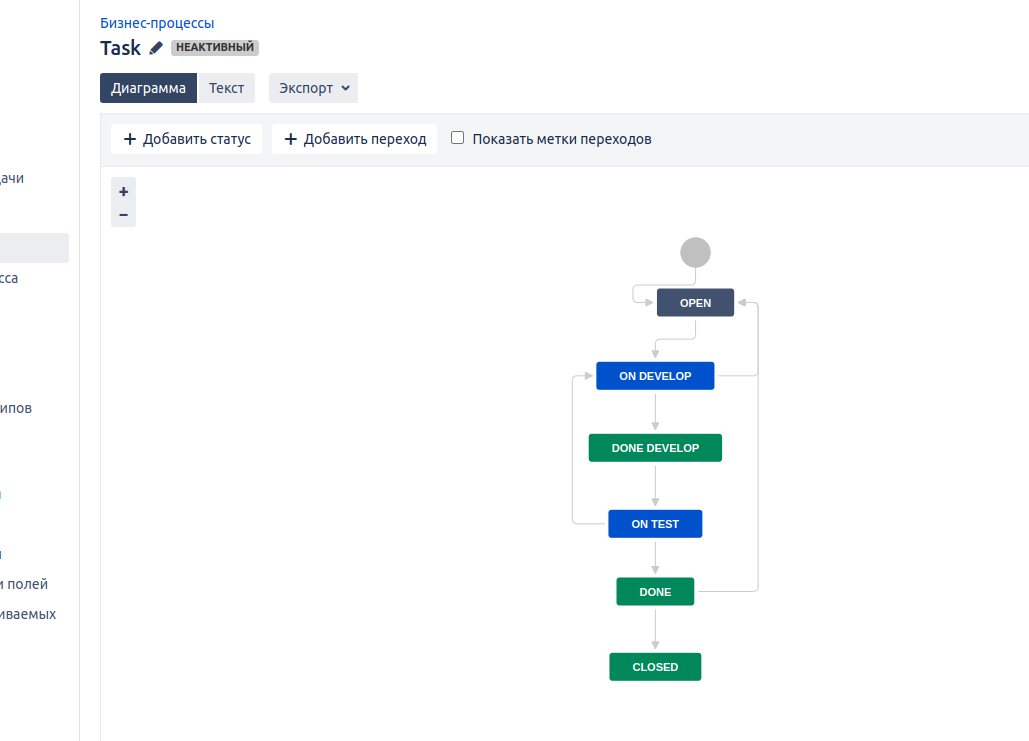 Бизнес-процессы
Task НЕАКТИВНЫЙ
Диаграмма Текст Экспорт
+ Добавить статус + Добавить переход Показать метки переходов
+
−
OPEN
ON DEVELOP
DONE DEVELOP
ON TEST
DONE
CLOSED
дачи
сса
ипов
и полей
иваемых